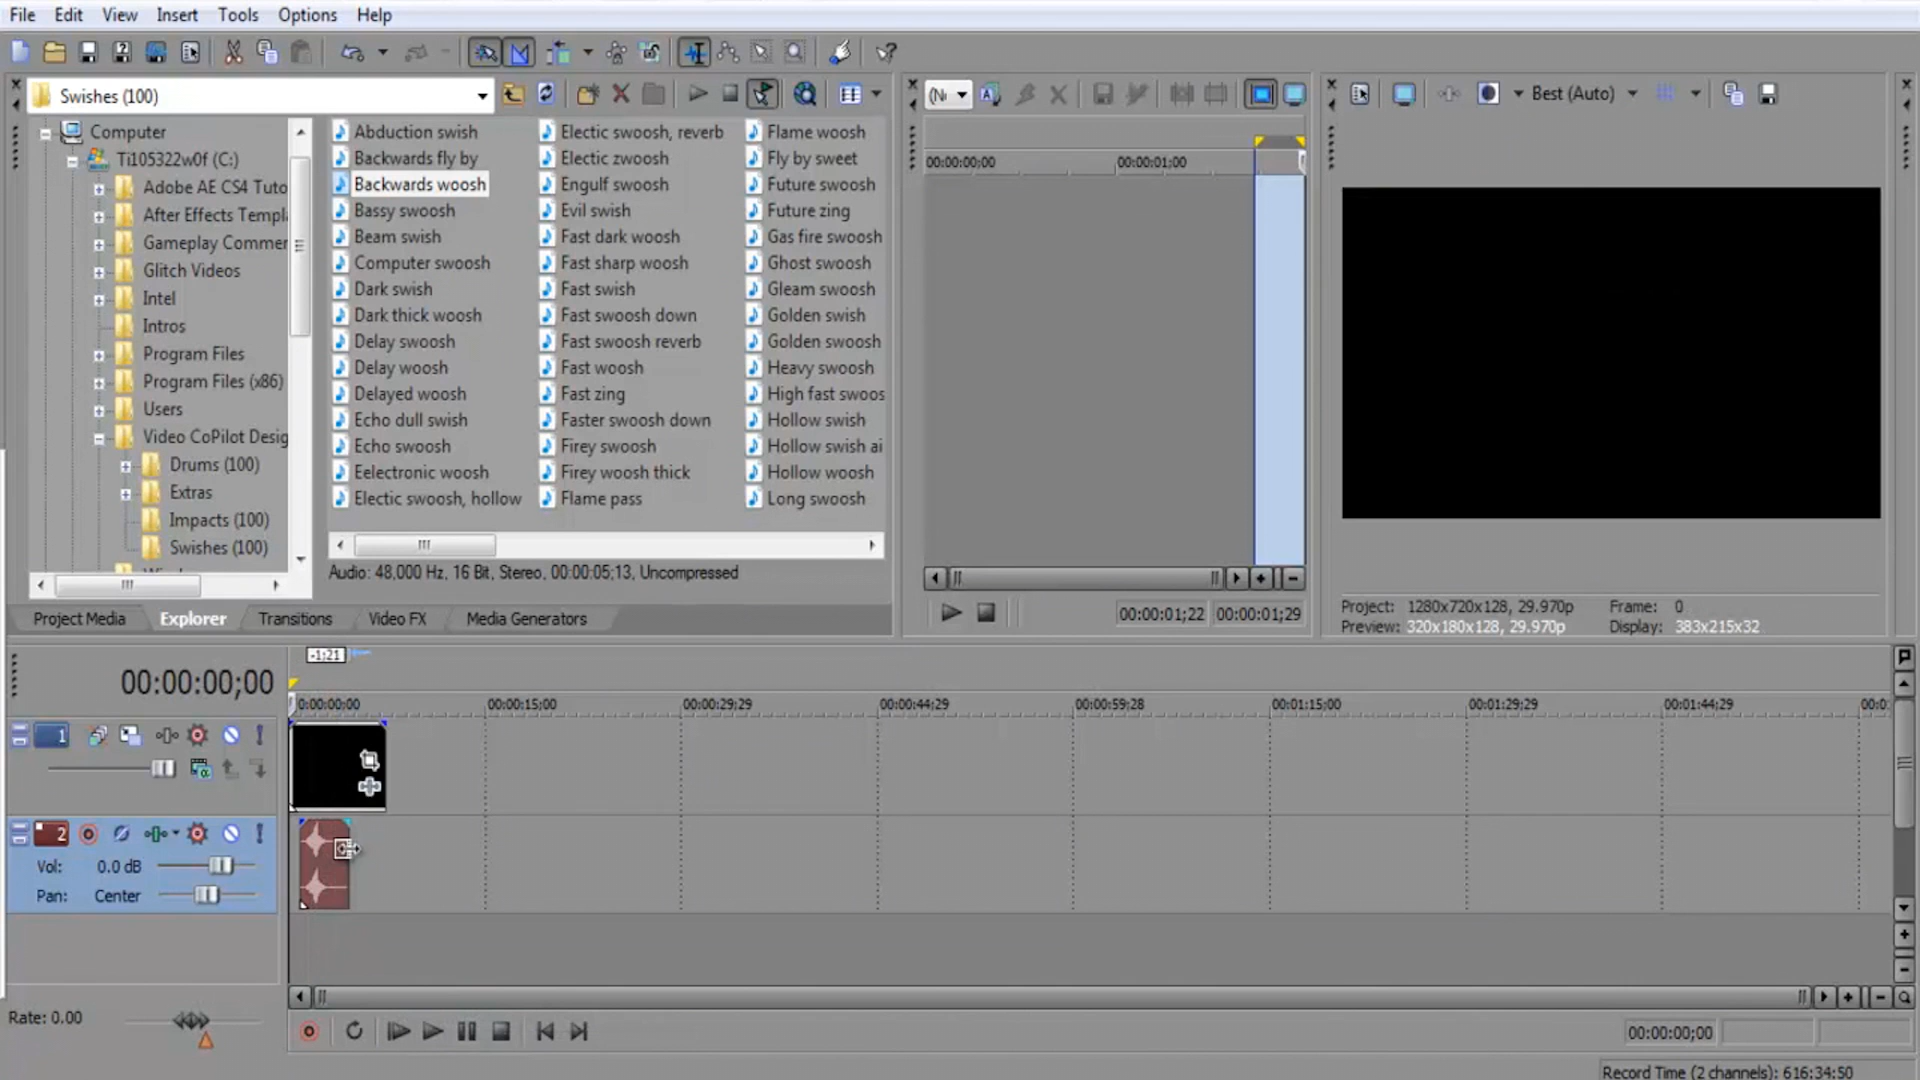 File Edit View Insert Tools Options Help
Swishes (100)
(N
Best (Auto)
Computer
Ti105322w0f (C:)
Adobe AE CS4 Tuto
After Effects Templ
Gameplay Commer
Glitch Videos
Intel
Intros
Program Files
Program Files (x86)
Users
Video CoPilot Desig
Drums (100)
Extras
Impacts (100)
Swishes (100)
Abduction swish
Backwards fly by
Backwards woosh
Bassy swoosh
Beam swish
Computer swoosh
Dark swish
Dark thick woosh
Delay swoosh
Delay woosh
Delayed woosh
Echo dull swish
Echo swoosh
Eelectronic woosh
Electic swoosh, hollow
Electic swoosh, reverb
Electic zwoosh
Engulf swoosh
Evil swish
Fast dark woosh
Fast sharp woosh
Fast swish
Fast swoosh down
Fast swoosh reverb
Fast woosh
Fast zing
Faster swoosh down
Firey swoosh
Firey woosh thick
Flame pass
Flame woosh
Fly by sweet
Future swoosh
Future zing
Gas fire swoosh
Ghost swoosh
Gleam swoosh
Golden swish
Golden swoosh
Heavy swoosh
High fast swoos
Hollow swish
Hollow swish ai
Hollow woosh
Long swoosh
Audio: 48,000 Hz, 16 Bit, Stereo, 00:00:05;13, Uncompressed
Project Media Explorer Transitions Video FX Media Generators
00:00:00;00 00:00:01;00
00:00:01;22 00:00:01;29
Project: 1280x720x128, 29.970p Frame: 0
Preview: 320x180x128, 29.970p Display: 383x215x32
-1;21
00:00:00;00
0:00:00;00 00:00:15;00 00:00:29;29 00:00:44;29 00:00:59;28 00:01:15;00 00:01:29;29 00:01:44;29 00:0
1
2
Vol: 0.0 dB
Pan: Center
Rate: 0.00
00:00:00;00
Record Time (2 channels): 616:34:50